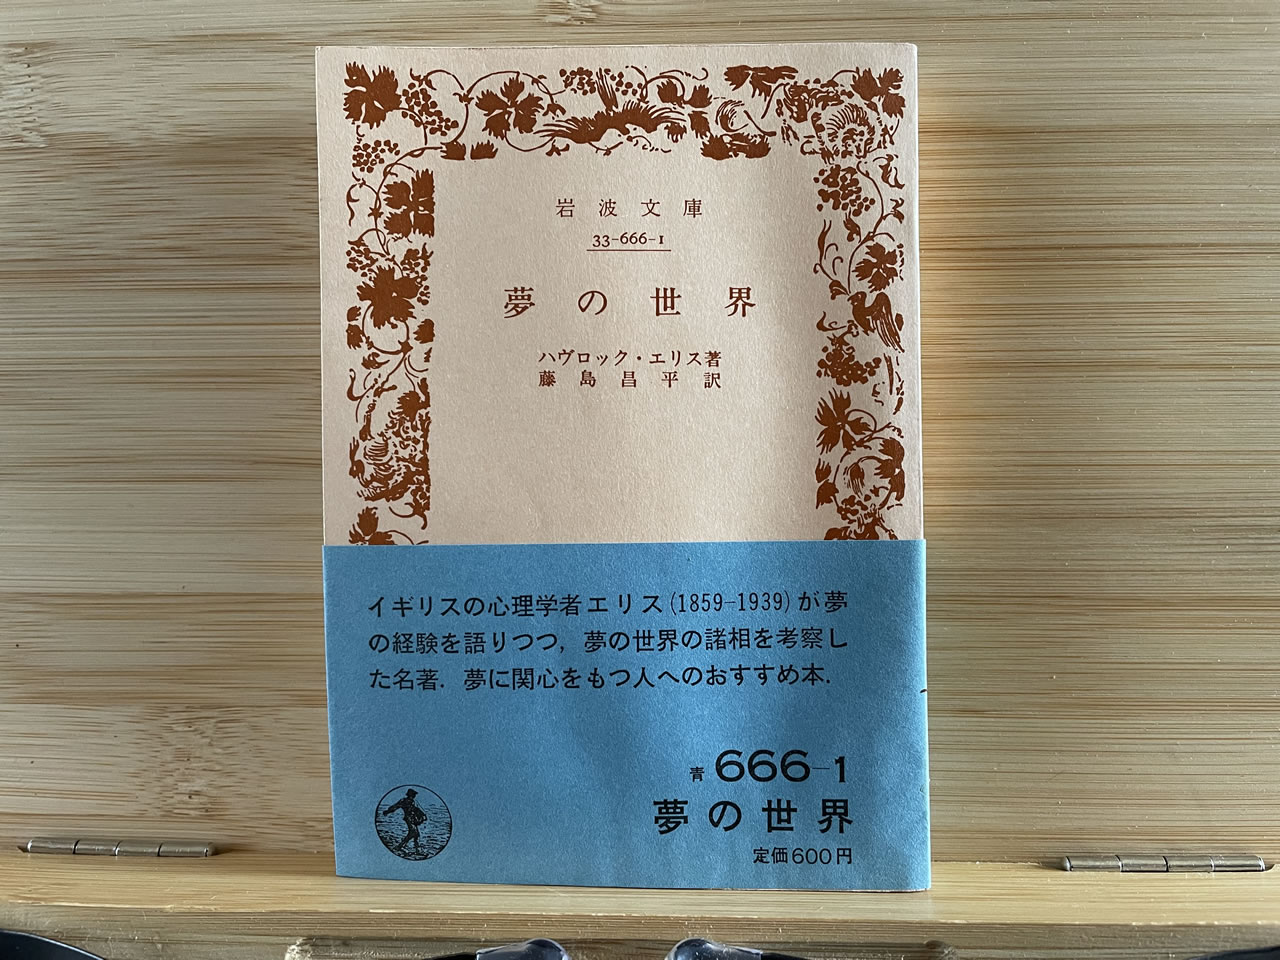 岩波文庫
33-666-1
夢の世界
ハヴロック・エリス著
藤島昌平訳
イギリスの心理学者エリス(1859-1939)が夢
の経験を語りつつ，夢の世界の諸相を考察し
た名著．夢に関心をもつ人へのおすすめ本．
青 666-1
夢の世界
定価600円